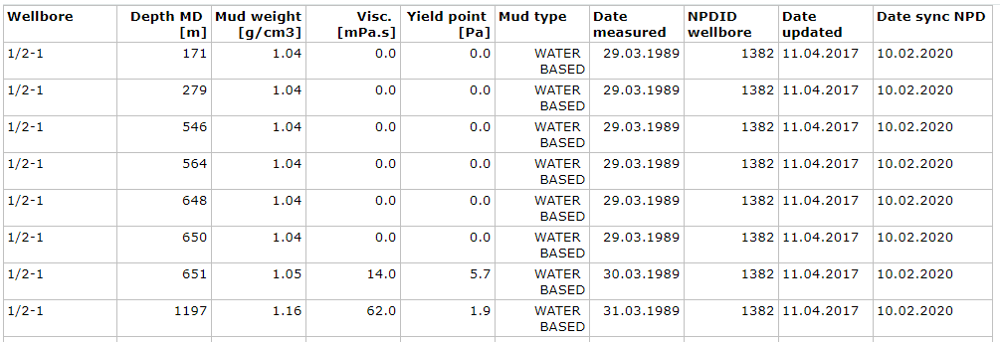 Wellbore Depth MD Mud weight Visc. Yield point Mud type Date NPDID Date Date sync NPD
[m] [g/cm3] [mPa.s] [Pa] measured wellbore updated
1/2-1 171 1.04 0.0 0.0 WATER 29.03.1989 1382 11.04.2017 10.02.2020
BASED
1/2-1 279 1.04 0.0 0.0 WATER 29.03.1989 1382 11.04.2017 10.02.2020
BASED
1/2-1 546 1.04 0.0 0.0 WATER 29.03.1989 1382 11.04.2017 10.02.2020
BASED
1/2-1 564 1.04 0.0 0.0 WATER 29.03.1989 1382 11.04.2017 10.02.2020
BASED
1/2-1 648 1.04 0.0 0.0 WATER 29.03.1989 1382 11.04.2017 10.02.2020
BASED
1/2-1 650 1.04 0.0 0.0 WATER 29.03.1989 1382 11.04.2017 10.02.2020
BASED
1/2-1 651 1.05 14.0 5.7 WATER 30.03.1989 1382 11.04.2017 10.02.2020
BASED
1/2-1 1197 1.16 62.0 1.9 WATER 31.03.1989 1382 11.04.2017 10.02.2020
BASED